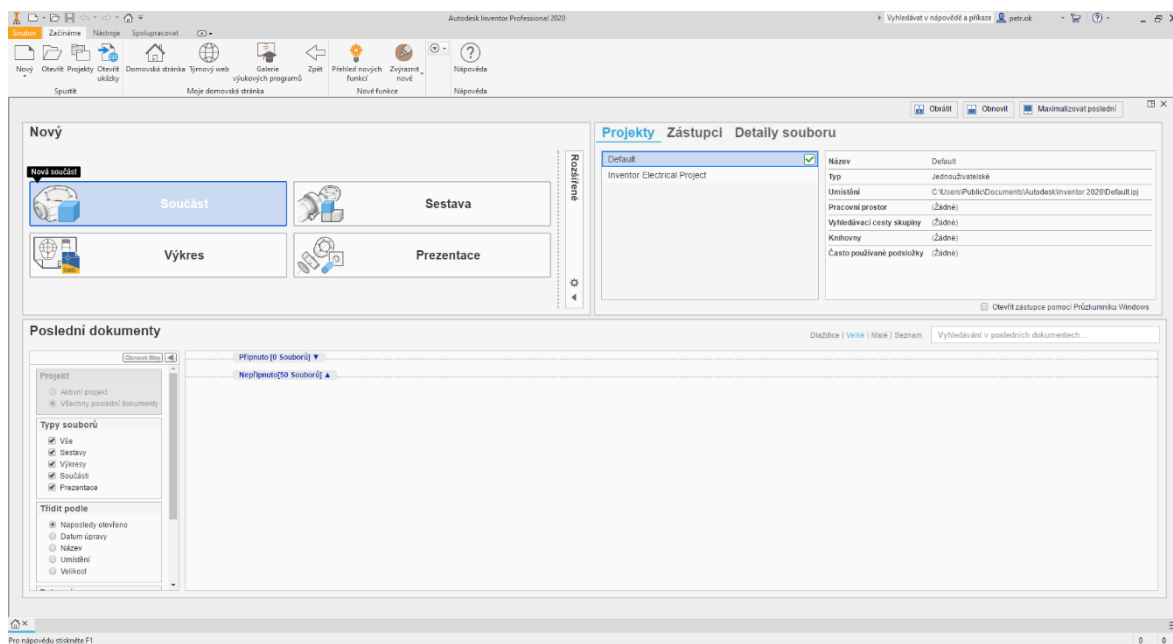 Autodesk Inventor Professional 2020
Vyhledávat v nápovědě a příkaze petr.ok
Soubor Začínáme Nástroje Spolupracovat
Nový Otevřít Projekty Otevřít ukázky Domovská stránka Týmový web Galerie výukových programů Zpět Přehled nových funkcí Zvýraznit nové Nápověda
Spustit Moje domovská stránka Nové funkce Nápověda
Obrátit Obnovit Maximalizovat poslední
Nový
Nová součást
Součást
Sestava
Výkres
DWG
Prezentace
Rozšířené
Projekty Zástupci Detaily souboru
Default
Inventor Electrical Project
Název Default
Typ Jednouživatelské
Umístění C:\Users\Public\Documents\Autodesk\Inventor 2020\Default.ipj
Pracovní prostor (Žádné)
Vyhledávací cesty skupiny (Žádné)
Knihovny (Žádné)
Často používané podsložky (Žádné)
Otevřít zástupce pomocí Průzkumníku Windows
Poslední dokumenty
Dlaždice | Velké | Malé | Seznam Vyhledávání v posledních dokumentech...
Obnovit filtry
Připnuto [0 Souborů] ▼
Nepřipnuto[50 Souborů] ▲
Projekt
Aktivní projekt
Všechny poslední dokumenty
Typy souborů
Vše
Sestavy
Výkresy
Součásti
Prezentace
Třídit podle
Naposledy otevřeno
Datum úpravy
Název
Umístění
Velikost
Pro nápovědu stiskněte F1
0 0